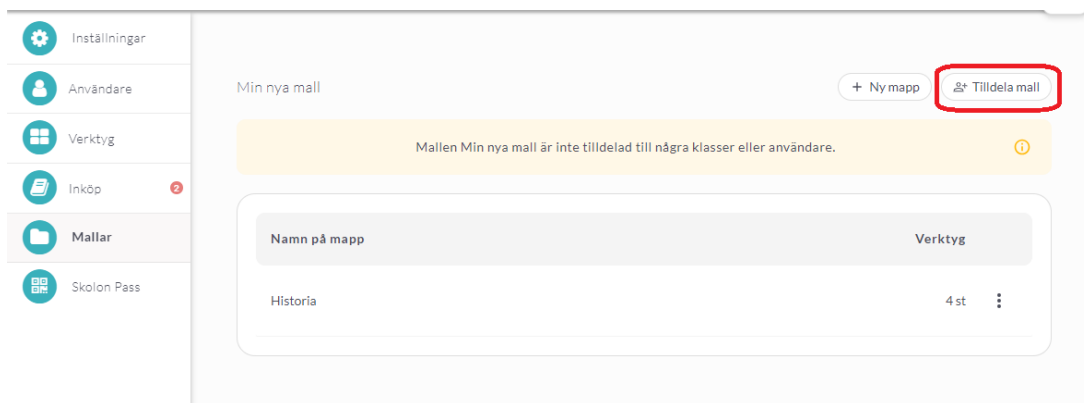 Inställningar
Användare
Verktyg
Inköp 2
Mallar
Skolon Pass
Min nya mall
+ Ny mapp
Tilldela mall
Mallen Min nya mall är inte tilldelad till några klasser eller användare.
Namn på mapp Verktyg
Historia 4 st